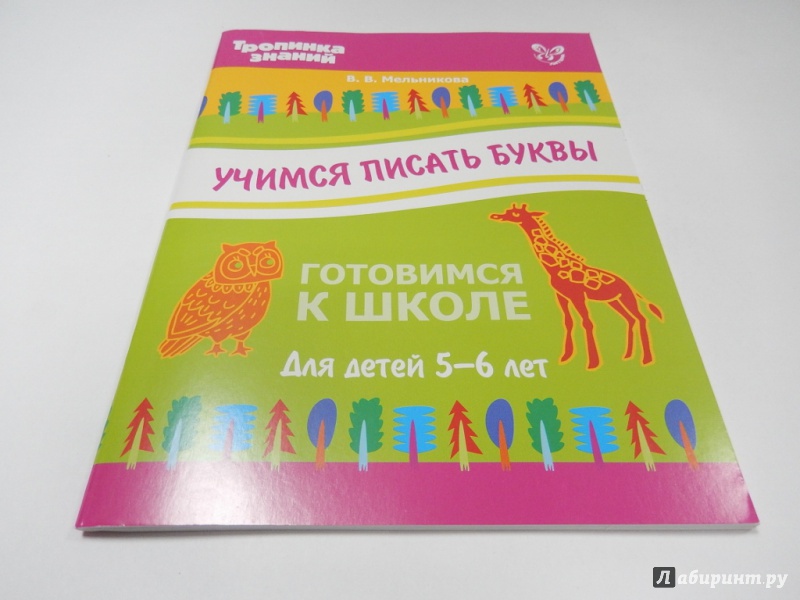 Тропинка
знаний
В. В. Мельникова
УЧИМСЯ ПИСАТЬ БУКВЫ
ГОТОВИМСЯ
К ШКОЛЕ
Для детей 5–6 лет
Лабиринт.ру